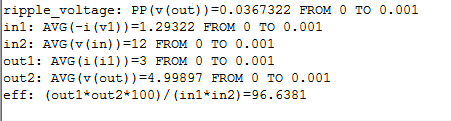 ripple_voltage: PP(v(out))=0.0367322 FROM 0 TO 0.001
in1: AVG(-i(v1))=1.29322 FROM 0 TO 0.001
in2: AVG(v(in))=12 FROM 0 TO 0.001
out1: AVG(i(i1))=3 FROM 0 TO 0.001
out2: AVG(v(out))=4.99897 FROM 0 TO 0.001
eff: (out1*out2*100)/(in1*in2)=96.6381